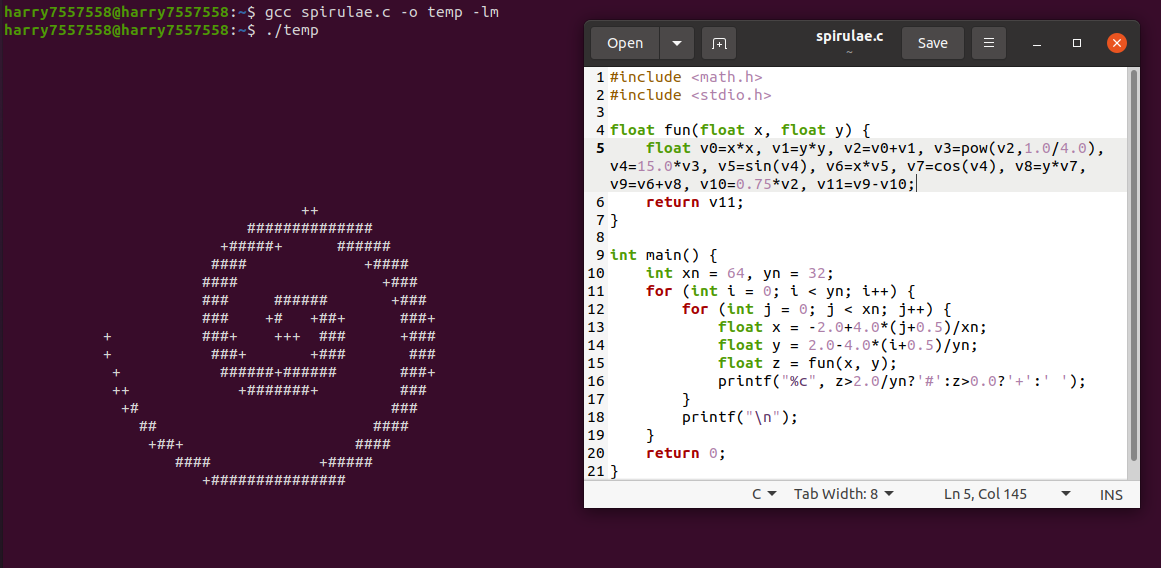 harry7557558@harry7557558:~$ gcc spirulae.c -o temp -lm
harry7557558@harry7557558:~$ ./temp
                                 ++
                           ##############
                        +#####+      ######
                       ####             +####
                      ####                +###
                      ###     ######       +###
                      ###    +#   +##+      ###+
           +          ###+    +++  ###      +###
           +           ###+       +###       ###
            +           ######+######       ###+
            ++            +#######+         ###
             +#                            ###
               ##                        ####
                +##+                   ####
                   ####            +#####
                      +###############
Open
spirulae.c
~
Save
1 #include <math.h>
2 #include <stdio.h>
3
4 float fun(float x, float y) {
5     float v0=x*x, v1=y*y, v2=v0+v1, v3=pow(v2,1.0/4.0),
v4=15.0*v3, v5=sin(v4), v6=x*v5, v7=cos(v4), v8=y*v7,
v9=v6+v8, v10=0.75*v2, v11=v9-v10;
6     return v11;
7 }
8
9 int main() {
10     int xn = 64, yn = 32;
11     for (int i = 0; i < yn; i++) {
12         for (int j = 0; j < xn; j++) {
13             float x = -2.0+4.0*(j+0.5)/xn;
14             float y = 2.0-4.0*(i+0.5)/yn;
15             float z = fun(x, y);
16             printf("%c", z>2.0/yn?'#':z>0.0?'+':' ');
17         }
18         printf("\n");
19     }
20     return 0;
21 }
C
Tab Width: 8
Ln 5, Col 145
INS